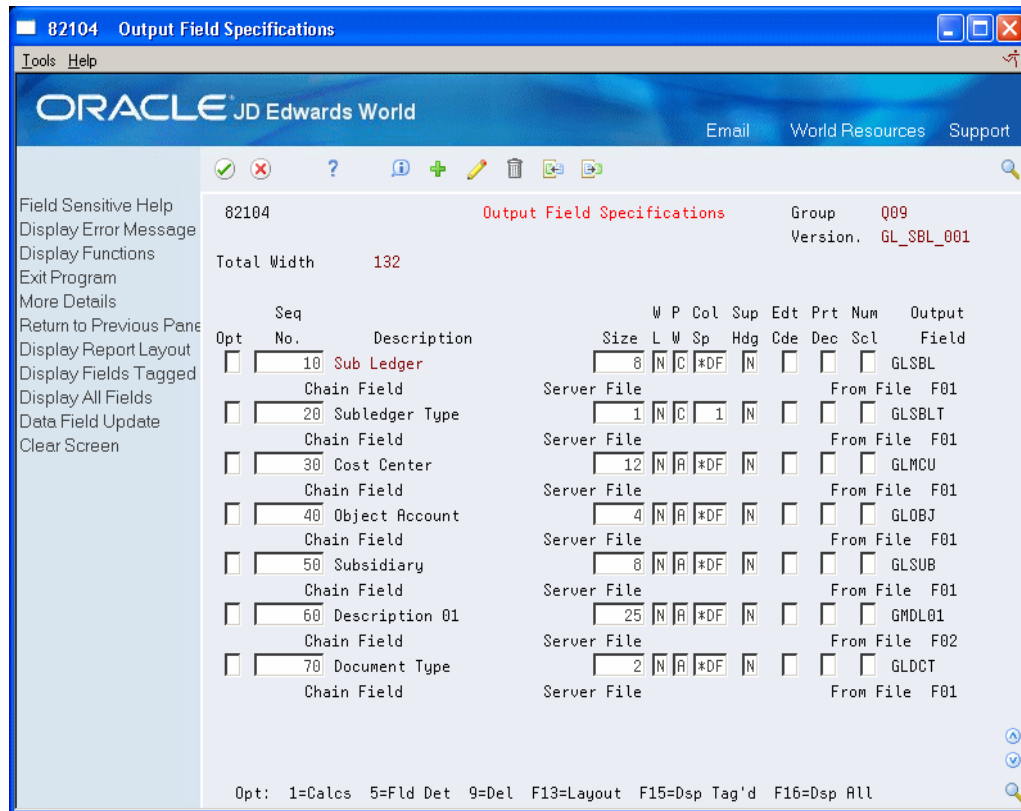 82104 Output Field Specifications
Tools Help
ORACLE JD Edwards World
Email World Resources Support
?
Field Sensitive Help
Display Error Message
Display Functions
Exit Program
More Details
Return to Previous Pane
Display Report Layout
Display Fields Tagged
Display All Fields
Data Field Update
Clear Screen
82104 Output Field Specifications Group Q09
Version. GL_SBL_001
Total Width 132
Seq W P Col Sup Edt Prt Num Output
Opt No. Description Size L W Sp Hdg Cde Dec Scl Field
10 Sub Ledger 8 N C *DF N GLSBL
Chain Field Server File From File F01
20 Subledger Type 1 N C 1 N GLSBLT
Chain Field Server File From File F01
30 Cost Center 12 N A *DF N GLMCU
Chain Field Server File From File F01
40 Object Account 4 N A *DF N GLOBJ
Chain Field Server File From File F01
50 Subsidiary 8 N A *DF N GLSUB
Chain Field Server File From File F01
60 Description 01 25 N A *DF N GMDL01
Chain Field Server File From File F02
70 Document Type 2 N A *DF N GLDCT
Chain Field Server File From File F01
Opt: 1=Calcs 5=Fld Det 9=Del F13=Layout F15=Dsp Tag'd F16=Dsp All